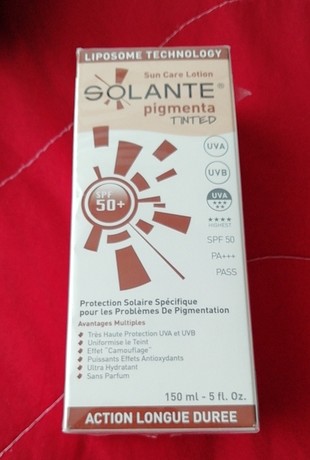 LIPOSOME TECHNOLOGY
Sun Care Lotion
SOLANTE®
pigmenta
TINTED
UVA
UVB
UVA
HIGHEST
SPF 50
PA+++
PASS
SPF
50+
Protection Solaire Spécifique
pour les Problèmes De Pigmentation
Avantages Multiples
Très Haute Protection UVA et UVB
Uniformise le Teint
Effet "Camouflage"
Puissants Effets Antioxydants
Ultra Hydratant
Sans Parfum
150 ml - 5 fl. Oz.
ACTION LONGUE DUREE